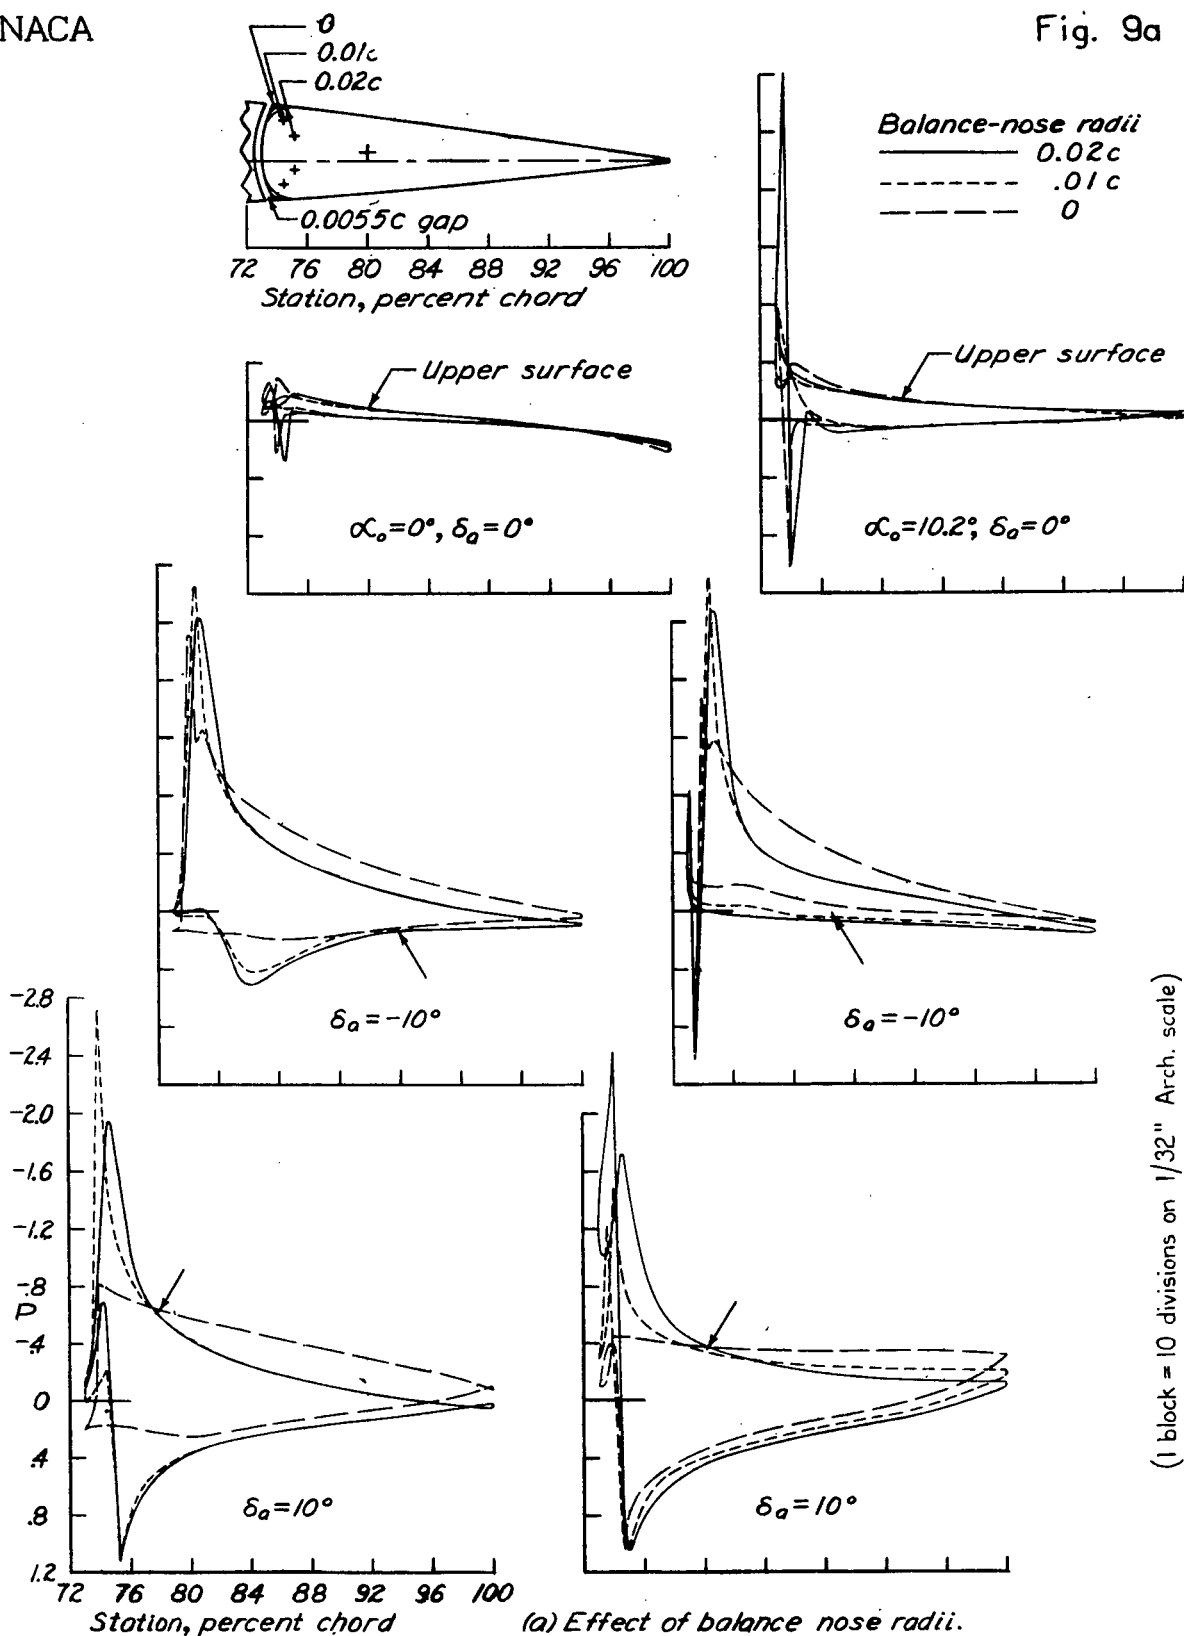 NACA
Fig. 9a
0
0.01c
0.02c
0.0055c gap
72 76 80 84 88 92 96 100
Station, percent chord
Balance-nose radii
0.02c
.01c
0
Upper surface
Upper surface
α₀=0°, δₐ=0°
α₀=10.2°, δₐ=0°
δₐ=-10°
δₐ=-10°
-2.8
-2.4
-2.0
-1.6
-1.2
-.8
P
-.4
0
.4
.8
1.2
δₐ=10°
δₐ=10°
72 76 80 84 88 92 96 100
Station, percent chord
(a) Effect of balance nose radii.
(1 block = 10 divisions on 1/32" Arch. scale)